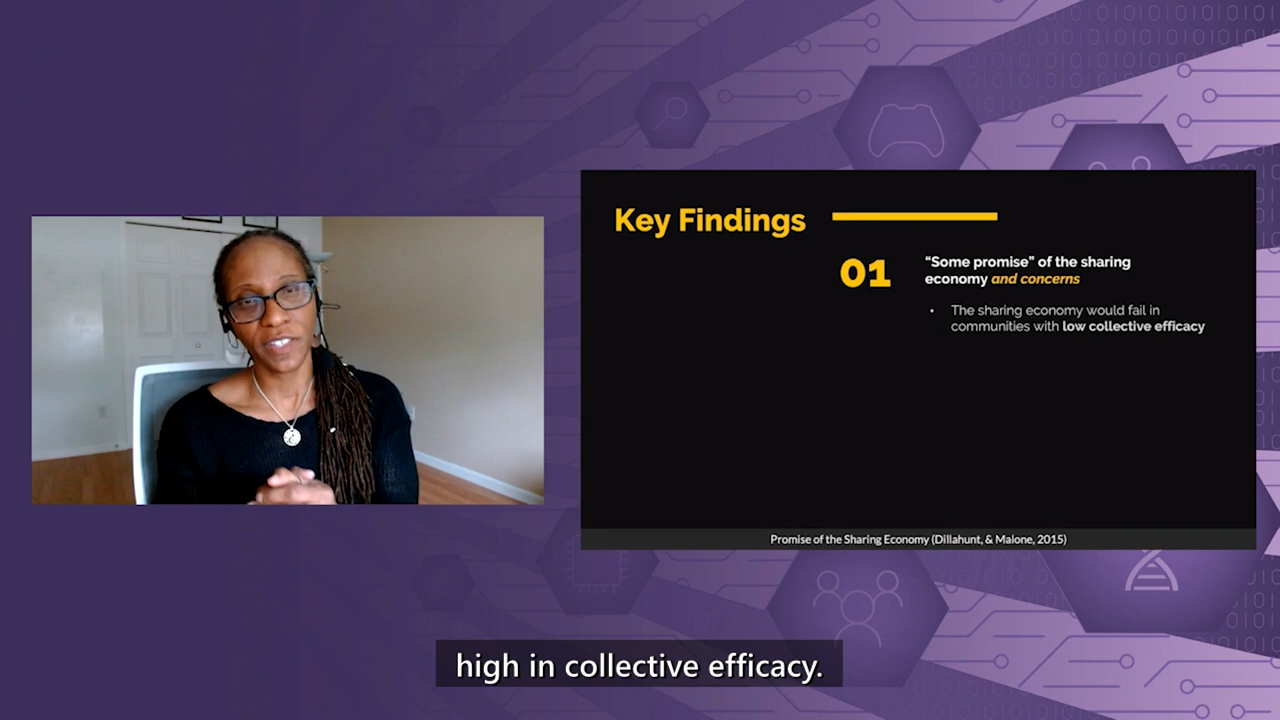 Key Findings
01
“Some promise” of the sharing
economy and concerns
• The sharing economy would fail in
communities with low collective efficacy
Promise of the Sharing Economy (Dillahunt, & Malone, 2015)
high in collective efficacy.